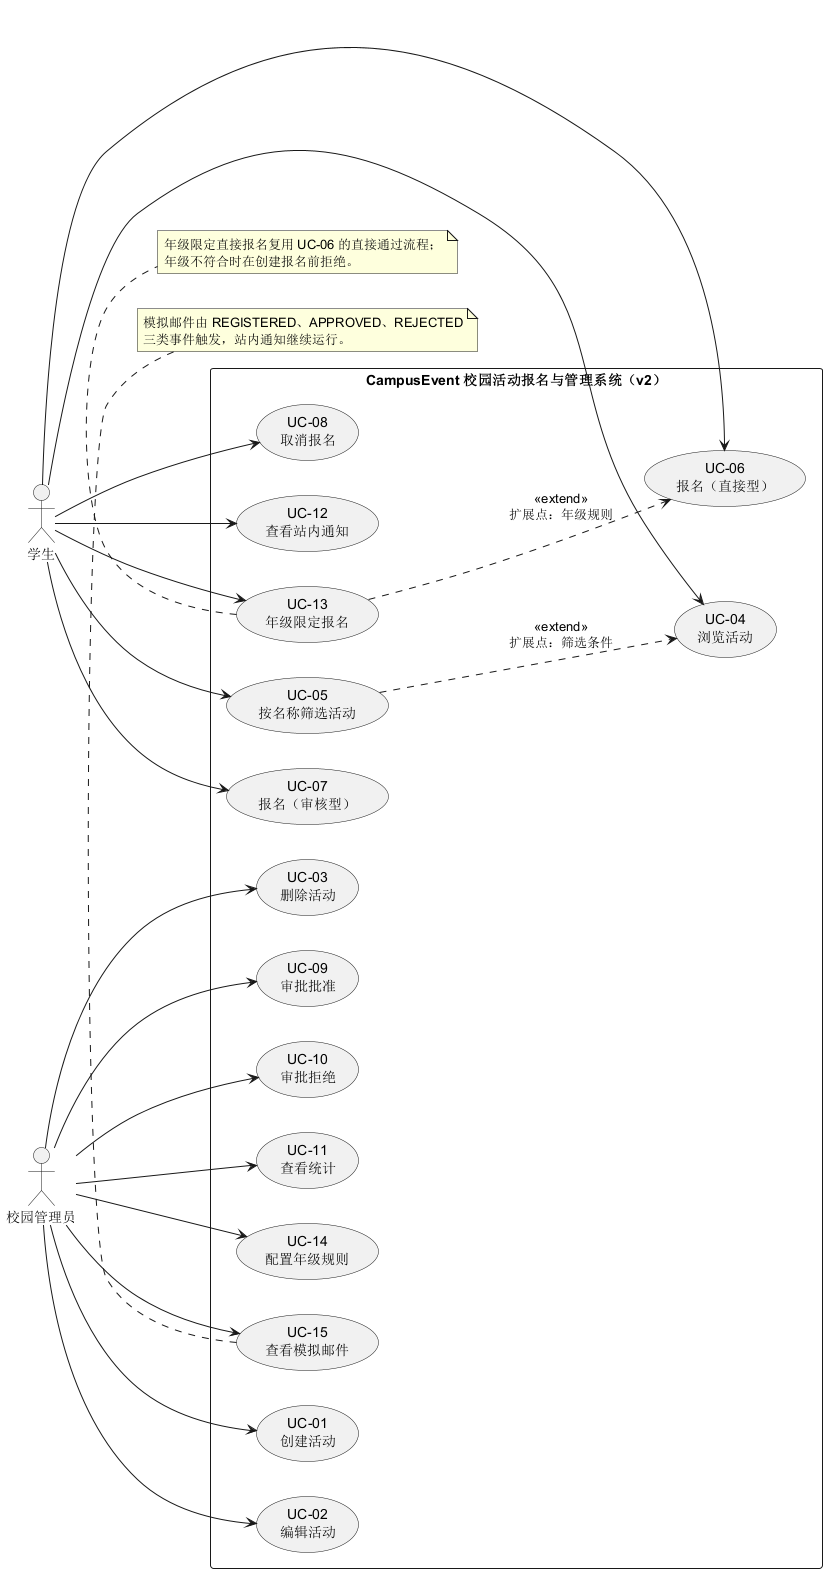 年级限定直接报名复用 UC-06 的直接通过流程；
年级不符合时在创建报名前拒绝。
模拟邮件由 REGISTERED、APPROVED、REJECTED
三类事件触发，站内通知继续运行。
CampusEvent 校园活动报名与管理系统（v2）
UC-08
取消报名
UC-06
报名（直接型）
«extend»
扩展点：年级规则
UC-12
查看站内通知
学生
UC-13
年级限定报名
UC-04
浏览活动
«extend»
扩展点：筛选条件
UC-05
按名称筛选活动
UC-07
报名（审核型）
UC-03
删除活动
UC-09
审批批准
UC-10
审批拒绝
UC-11
查看统计
校园管理员
UC-14
配置年级规则
UC-15
查看模拟邮件
UC-01
创建活动
UC-02
编辑活动